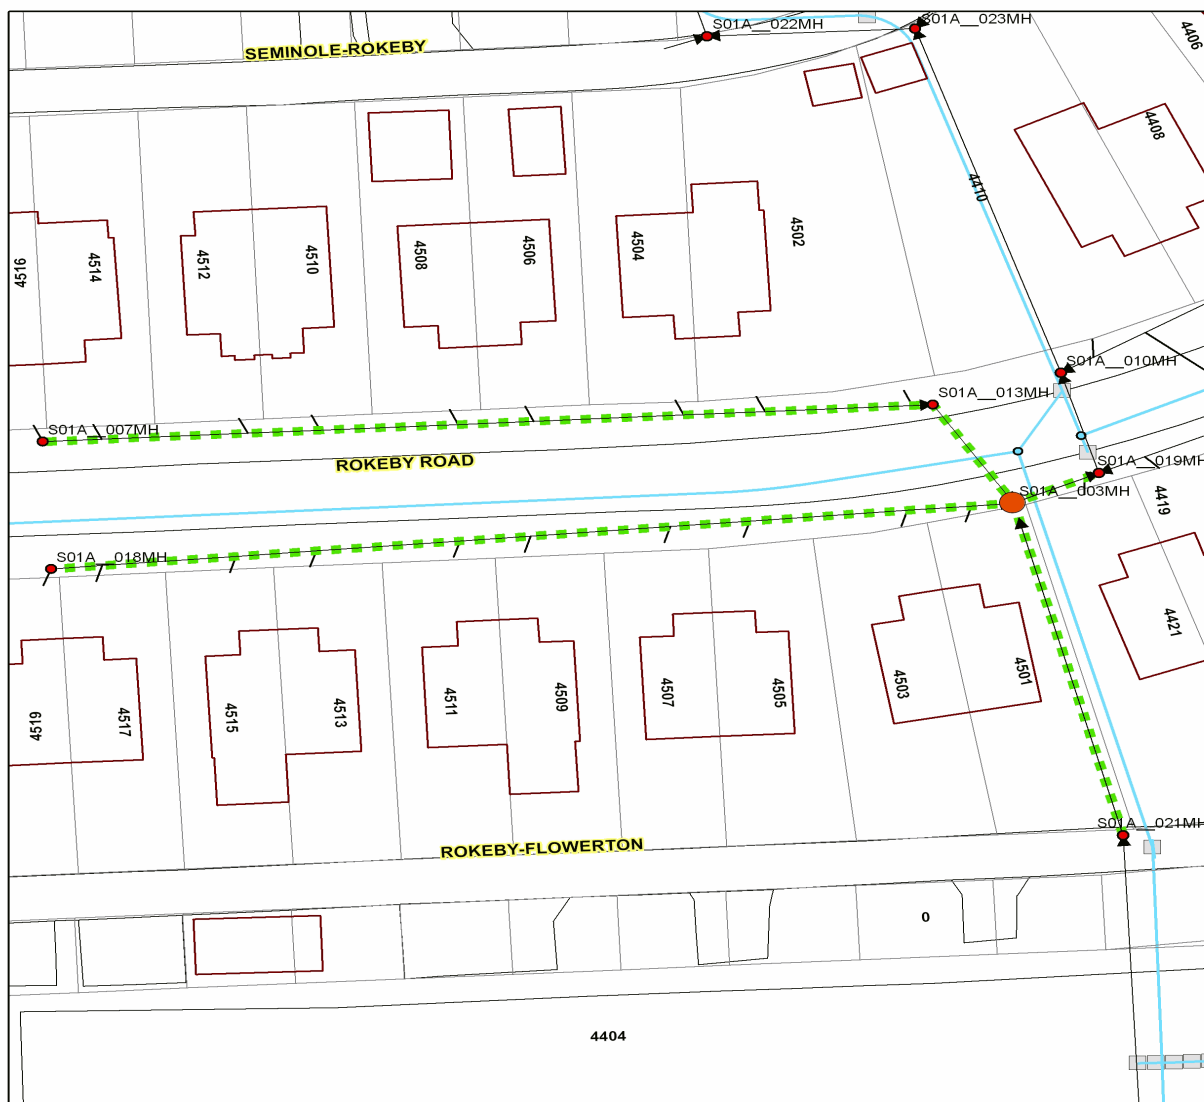 S01A__022MH
S01A__023MH
4406
SEMINOLE-ROKEBY
4408
4410
4516
4514
4512
4510
4508
4506
4504
4502
S01A__010MH
S01A__013MH
S01A__007MH
ROKEBY ROAD
S01A__019MH
S01A__003MH
4419
S01A__018MH
4421
4519
4517
4515
4513
4511
4509
4507
4505
4503
4501
S01A__021MH
ROKEBY-FLOWERTON
0
4404